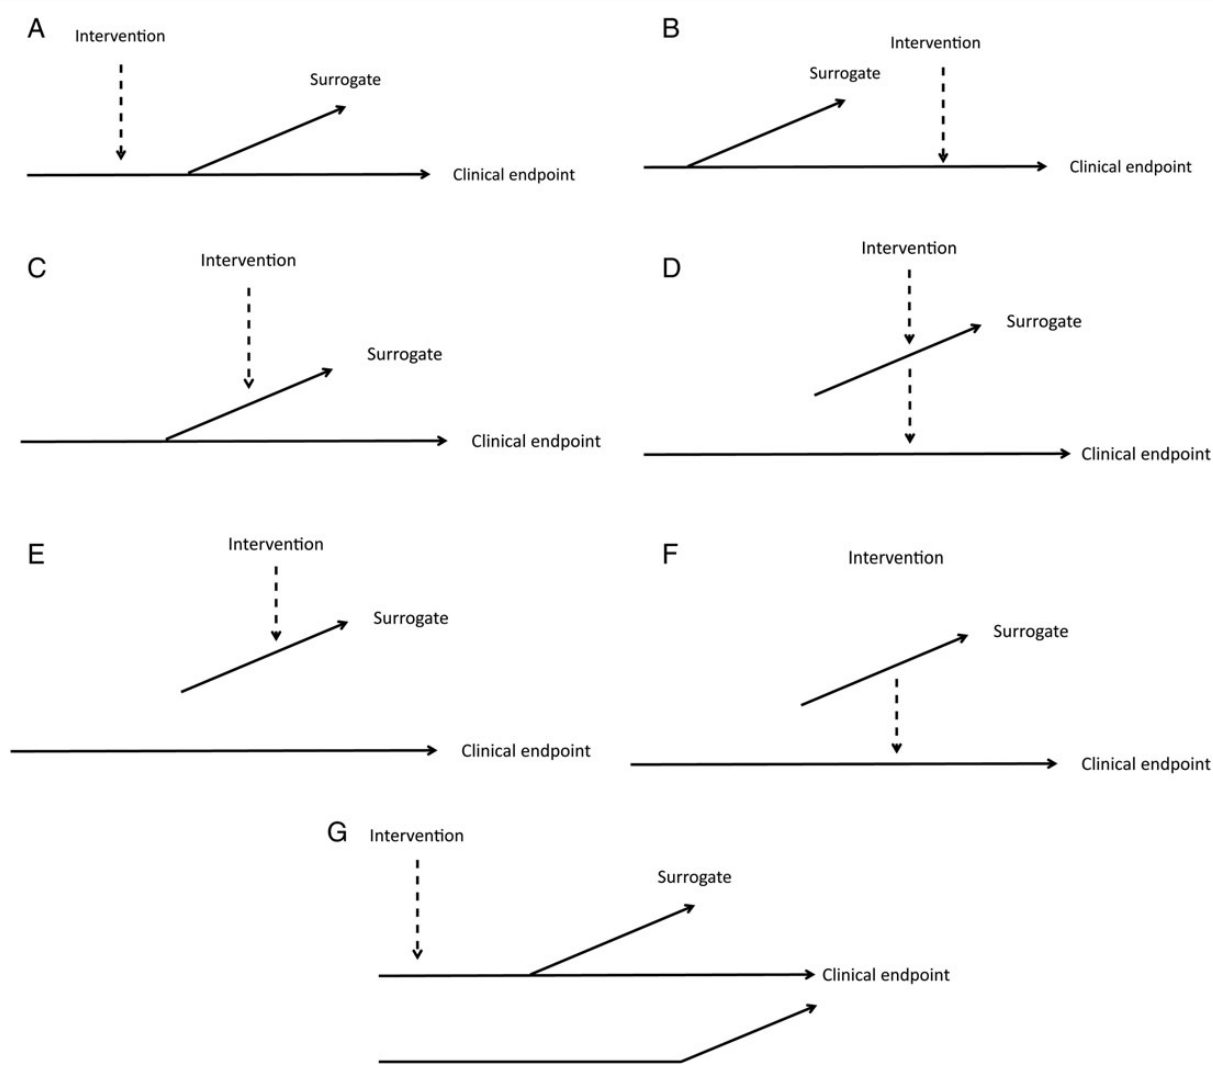 A
Intervention
Surrogate
Clinical endpoint
B
Intervention
Surrogate
Clinical endpoint
C
Intervention
Surrogate
Clinical endpoint
D
Intervention
Surrogate
Clinical endpoint
E
Intervention
Surrogate
Clinical endpoint
F
Intervention
Surrogate
Clinical endpoint
G
Intervention
Surrogate
Clinical endpoint